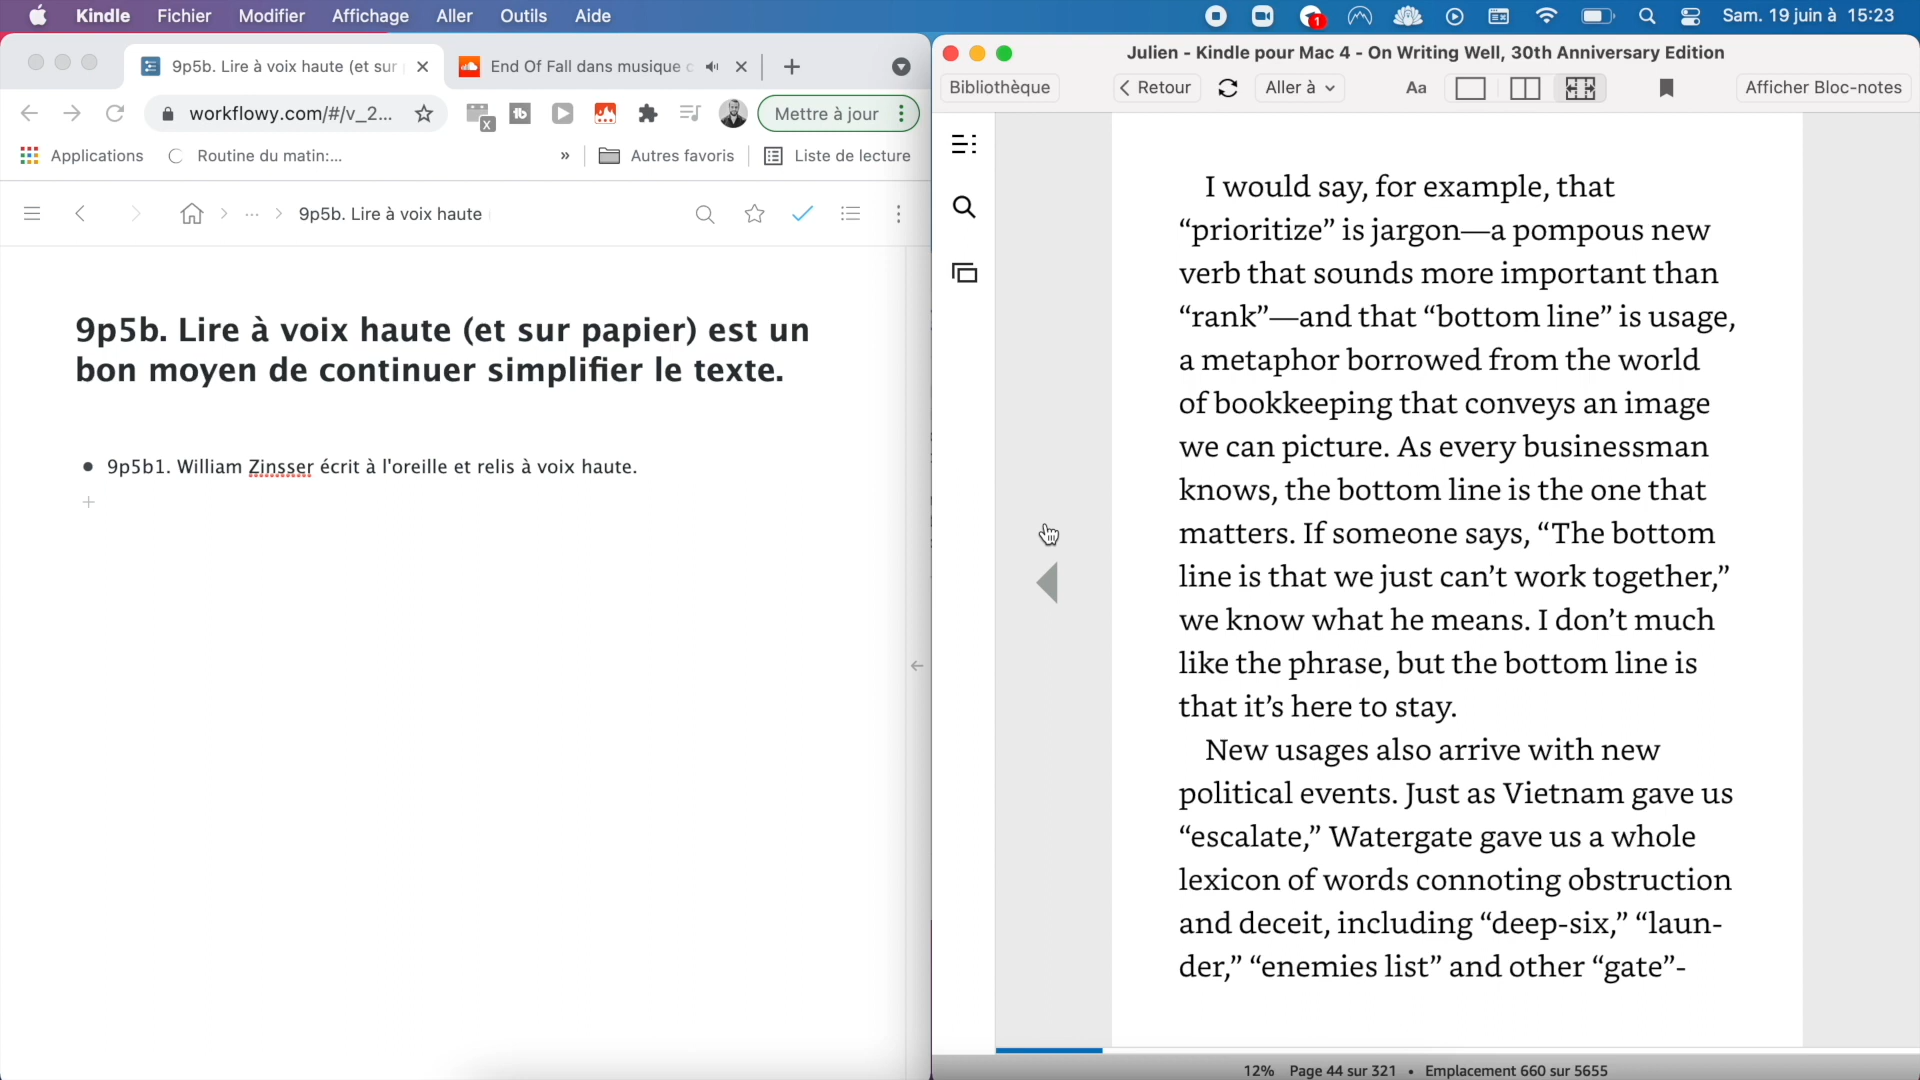 Kindle Fichier Modifier Affichage Aller Outils Aide
1
Sam. 19 juin à 15:23
9p5b. Lire à voix haute (et sur
End Of Fall dans musique
workflowy.com/#/v_2...
X
tb
Mettre à jour
Applications
Routine du matin:...
»
Autres favoris
Liste de lecture
... 9p5b. Lire à voix haute
9p5b. Lire à voix haute (et sur papier) est un
bon moyen de continuer simplifier le texte.
9p5b1. William Zinsser écrit à l'oreille et relis à voix haute.
Julien - Kindle pour Mac 4 - On Writing Well, 30th Anniversary Edition
Bibliothèque
Retour
Aller à
Aa
Afficher Bloc-notes
I would say, for example, that
“prioritize” is jargon—a pompous new
verb that sounds more important than
“rank”—and that “bottom line” is usage,
a metaphor borrowed from the world
of bookkeeping that conveys an image
we can picture. As every businessman
knows, the bottom line is the one that
matters. If someone says, “The bottom
line is that we just can’t work together,”
we know what he means. I don’t much
like the phrase, but the bottom line is
that it’s here to stay.
New usages also arrive with new
political events. Just as Vietnam gave us
“escalate,” Watergate gave us a whole
lexicon of words connoting obstruction
and deceit, including “deep-six,” “laun-
der,” “enemies list” and other “gate”-
12% Page 44 sur 321 • Emplacement 660 sur 5655